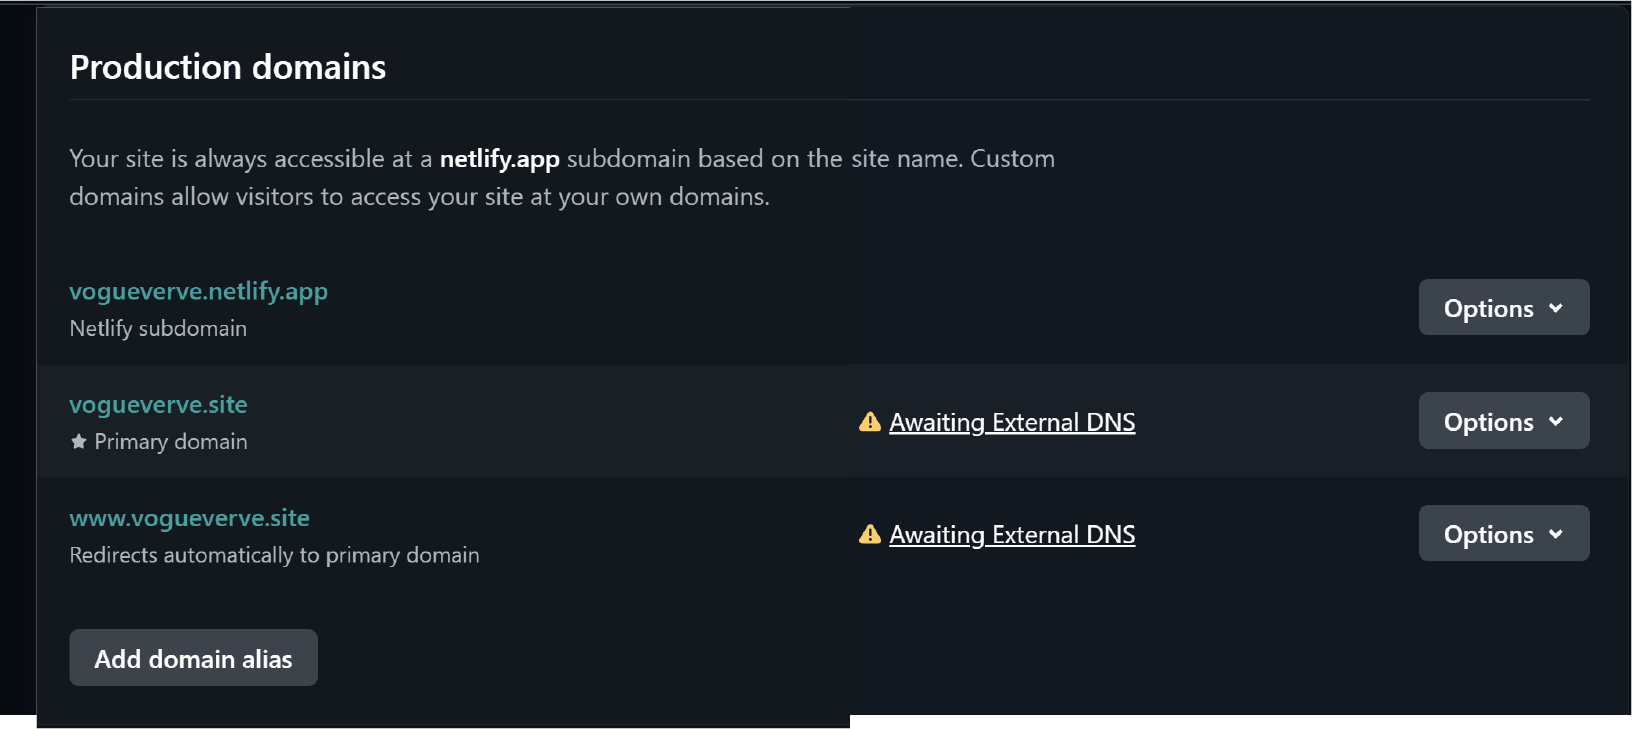 Production domains
Your site is always accessible at a netlify.app subdomain based on the site name. Custom
domains allow visitors to access your site at your own domains.
vogueverve.netlify.app
Netlify subdomain
Options
vogueverve.site
Primary domain
Awaiting External DNS
Options
www.vogueverve.site
Redirects automatically to primary domain
Awaiting External DNS
Options
Add domain alias